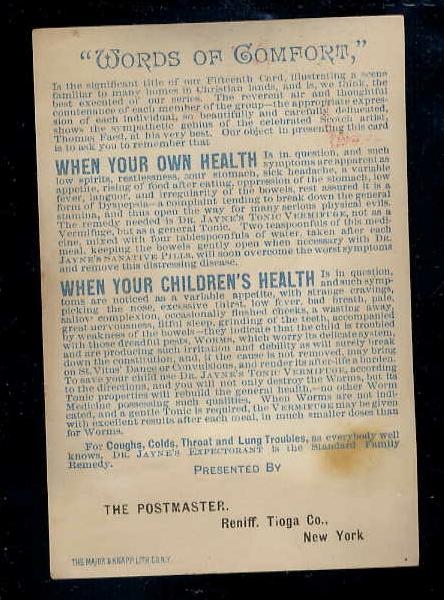 “WORDS OF COMFORT,”
Is the significant title of our Fifteenth Card, illustrating a scene
familiar to many homes in Christian lands, and is, we think, the
best executed of our series. The reverent air and thoughtful
countenance of each member of the group—the appropriate expres-
sion of each individual, so beautifully and carefully delineated,
shows the sympathetic genius of the celebrated Scotch artist,
Thomas Faed, at his very best. Our object in presenting this card
is to ask you to remember that
WHEN YOUR OWN HEALTH Is in question, and such
symptoms are apparent as
low spirits, restlessness, sour stomach, sick headache, a variable
appetite, rising of food after eating, oppression of the stomach, low
fever, languor, and irregularity of the bowels, rest assured it is a
form of Dyspepsia—a complaint tending to break down the general
stamina, and thus open the way for many serious physical evils.
The remedy needed is DR. JAYNE'S TONIC VERMIFUGE, not as a
Vermifuge, but as a general Tonic. Two teaspoonfuls of this medi-
cine, mixed with four tablespoonfuls of water, taken after each
meal, keeping the bowels gently open when necessary with DR.
JAYNE'S SANATIVE PILLS, will soon overcome the worst symptoms
and remove this distressing disease.
WHEN YOUR CHILDREN'S HEALTH Is in question,
and such symp-
toms are noticed as a variable appetite, with strange cravings,
picking the nose, excessive thirst, low fever, bad breath, pale,
sallow complexion, occasionally flushed cheeks, a wasting away,
great nervousness, fitful sleep, grinding of the teeth, accompanied
by weakness of the bowels—they indicate that the child is troubled
with those dreadful pests, WORMS, which worry its delicate system,
and are producing such irritation and debility as will surely break
down the constitution, and, if the cause is not removed, may bring
on St. Vitus' Dance or Convulsions, and render its after-life a burden.
To save your child use DR. JAYNE'S TONIC VERMIFUGE, according
to the directions, and you will not only destroy the Worms, but its
Tonic properties will rebuild the general health,—no other Worm
Medicine possessing such qualities. When Worms are not indi-
cated, and a gentle Tonic is required, the VERMIFUGE may be given
with excellent results after each meal, in much smaller doses than
for Worms.
For Coughs, Colds, Throat and Lung Troubles, as everybody well
knows, DR. JAYNE'S EXPECTORANT is the Standard Family
Remedy.
PRESENTED BY
THE POSTMASTER.
Reniff. Tioga Co.,
New York
THE MAJOR & KNAPP LITH. CO. N.Y.